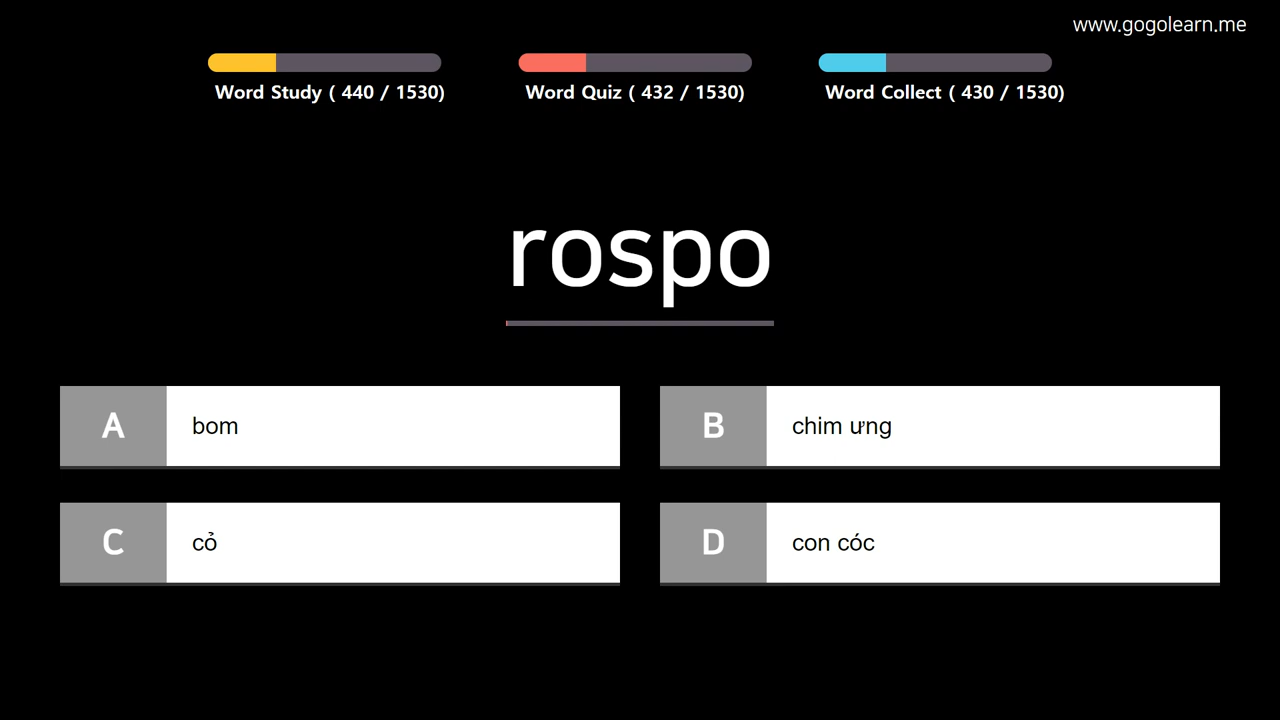 www.gogolearn.me
Word Study ( 440 / 1530)
Word Quiz ( 432 / 1530)
Word Collect ( 430 / 1530)
rospo
A bom
B chim ưng
C cỏ
D con cóc